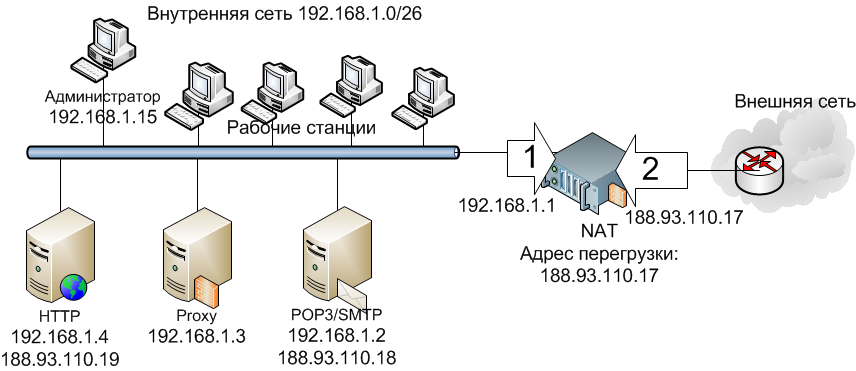 Внутренняя сеть 192.168.1.0/26
Администратор
192.168.1.15
Рабочие станции
Внешняя сеть
1
2
192.168.1.1
188.93.110.17
NAT
Адрес перегрузки:
188.93.110.17
HTTP
192.168.1.4
188.93.110.19
Proxy
192.168.1.3
POP3/SMTP
192.168.1.2
188.93.110.18